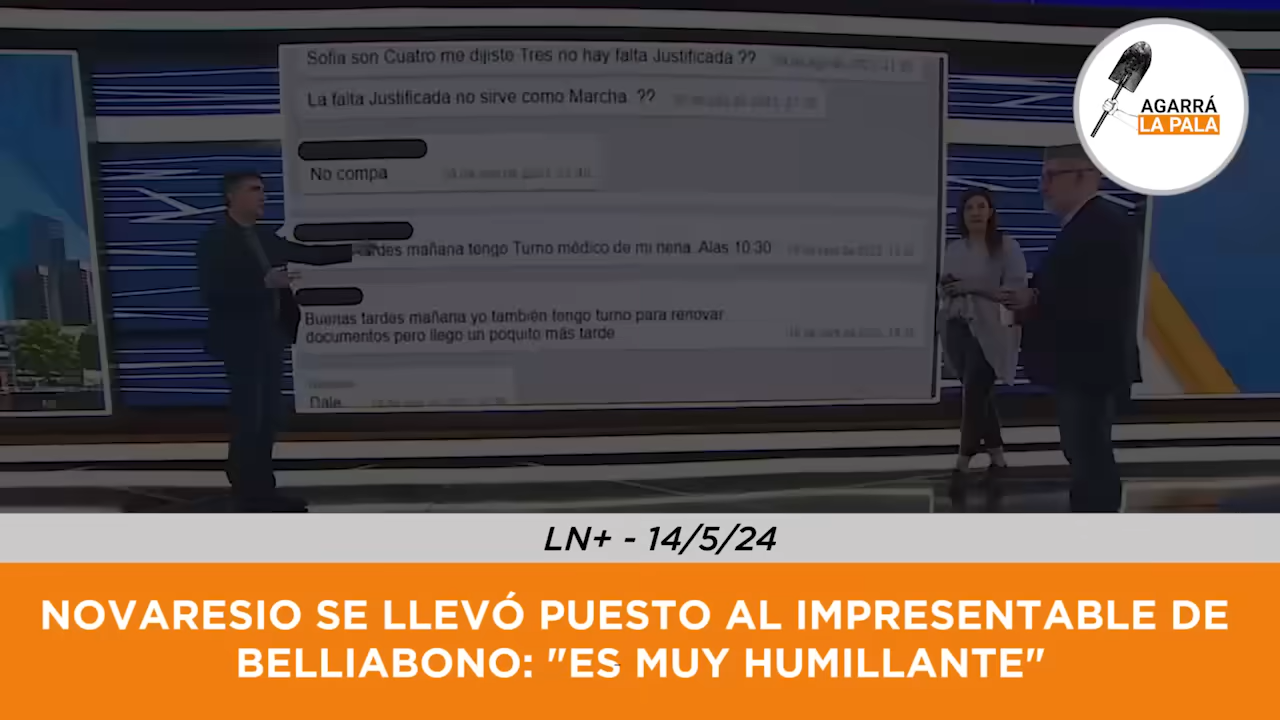 Sofia son Cuatro me dijiste Tres no hay falta Justificada ??
La falta Justificada no sirve como Marcha ??
No compa
mañana tengo Turno médico de mi nena. Alas 10:30
Buenas tardes mañana yo también tengo turno para renovar
documentos pero llego un poquito más tarde
Dale
AGARRÁ
LA PALA
LN+ - 14/5/24
NOVARESIO SE LLEVÓ PUESTO AL IMPRESENTABLE DE
BELLIABONO: "ES MUY HUMILLANTE"